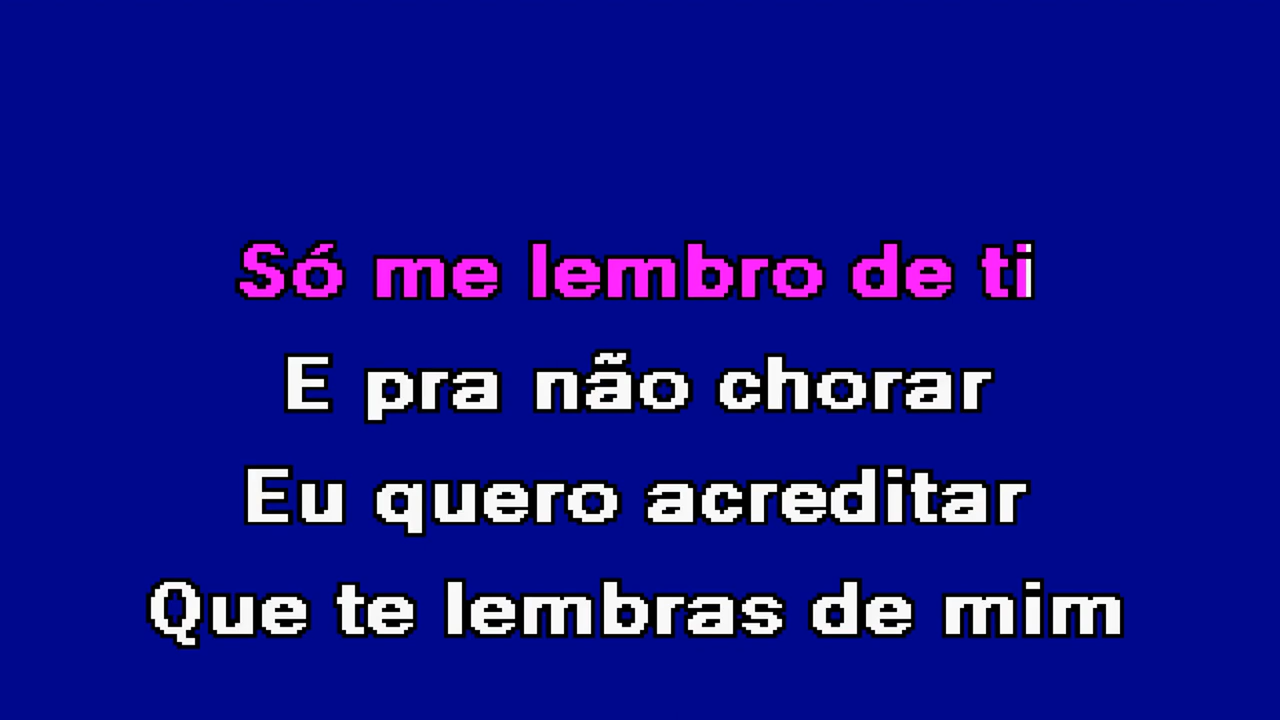 Só me lembro de ti
E pra não chorar
Eu quero acreditar
Que te lembras de mim